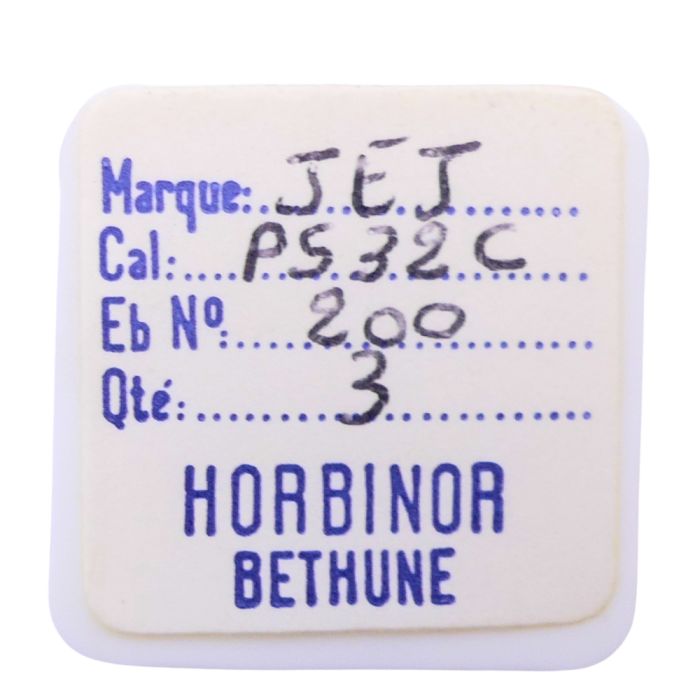 Marque: JEJ
Cal: PS32C
Eb Nº: 200
Qté: 3
HORBINOR
BETHUNE